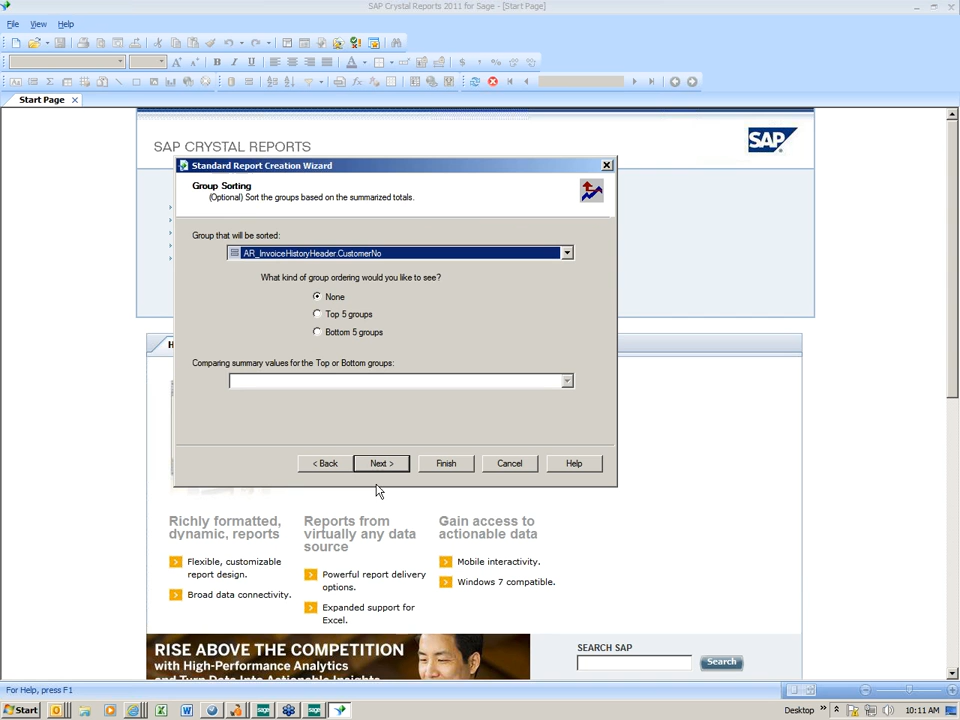 SAP Crystal Reports 2011 for Sage - [Start Page]
File View Help
B I U
Start Page
SAP CRYSTAL REPORTS
SAP
Standard Report Creation Wizard
Group Sorting
(Optional) Sort the groups based on the summarized totals.
Group that will be sorted:
AR_InvoiceHistoryHeader.CustomerNo
What kind of group ordering would you like to see?
None
Top 5 groups
Bottom 5 groups
Comparing summary values for the Top or Bottom groups:
< Back Next > Finish Cancel Help
Richly formatted, dynamic, reports
Flexible, customizable report design.
Broad data connectivity.
Reports from virtually any data source
Powerful report delivery options.
Expanded support for Excel.
Gain access to actionable data
Mobile interactivity.
Windows 7 compatible.
RISE ABOVE THE COMPETITION
with High-Performance Analytics
and Turn Data Into Actionable Insights
SEARCH SAP
Search
For Help, press F1
Start
Desktop
10:11 AM